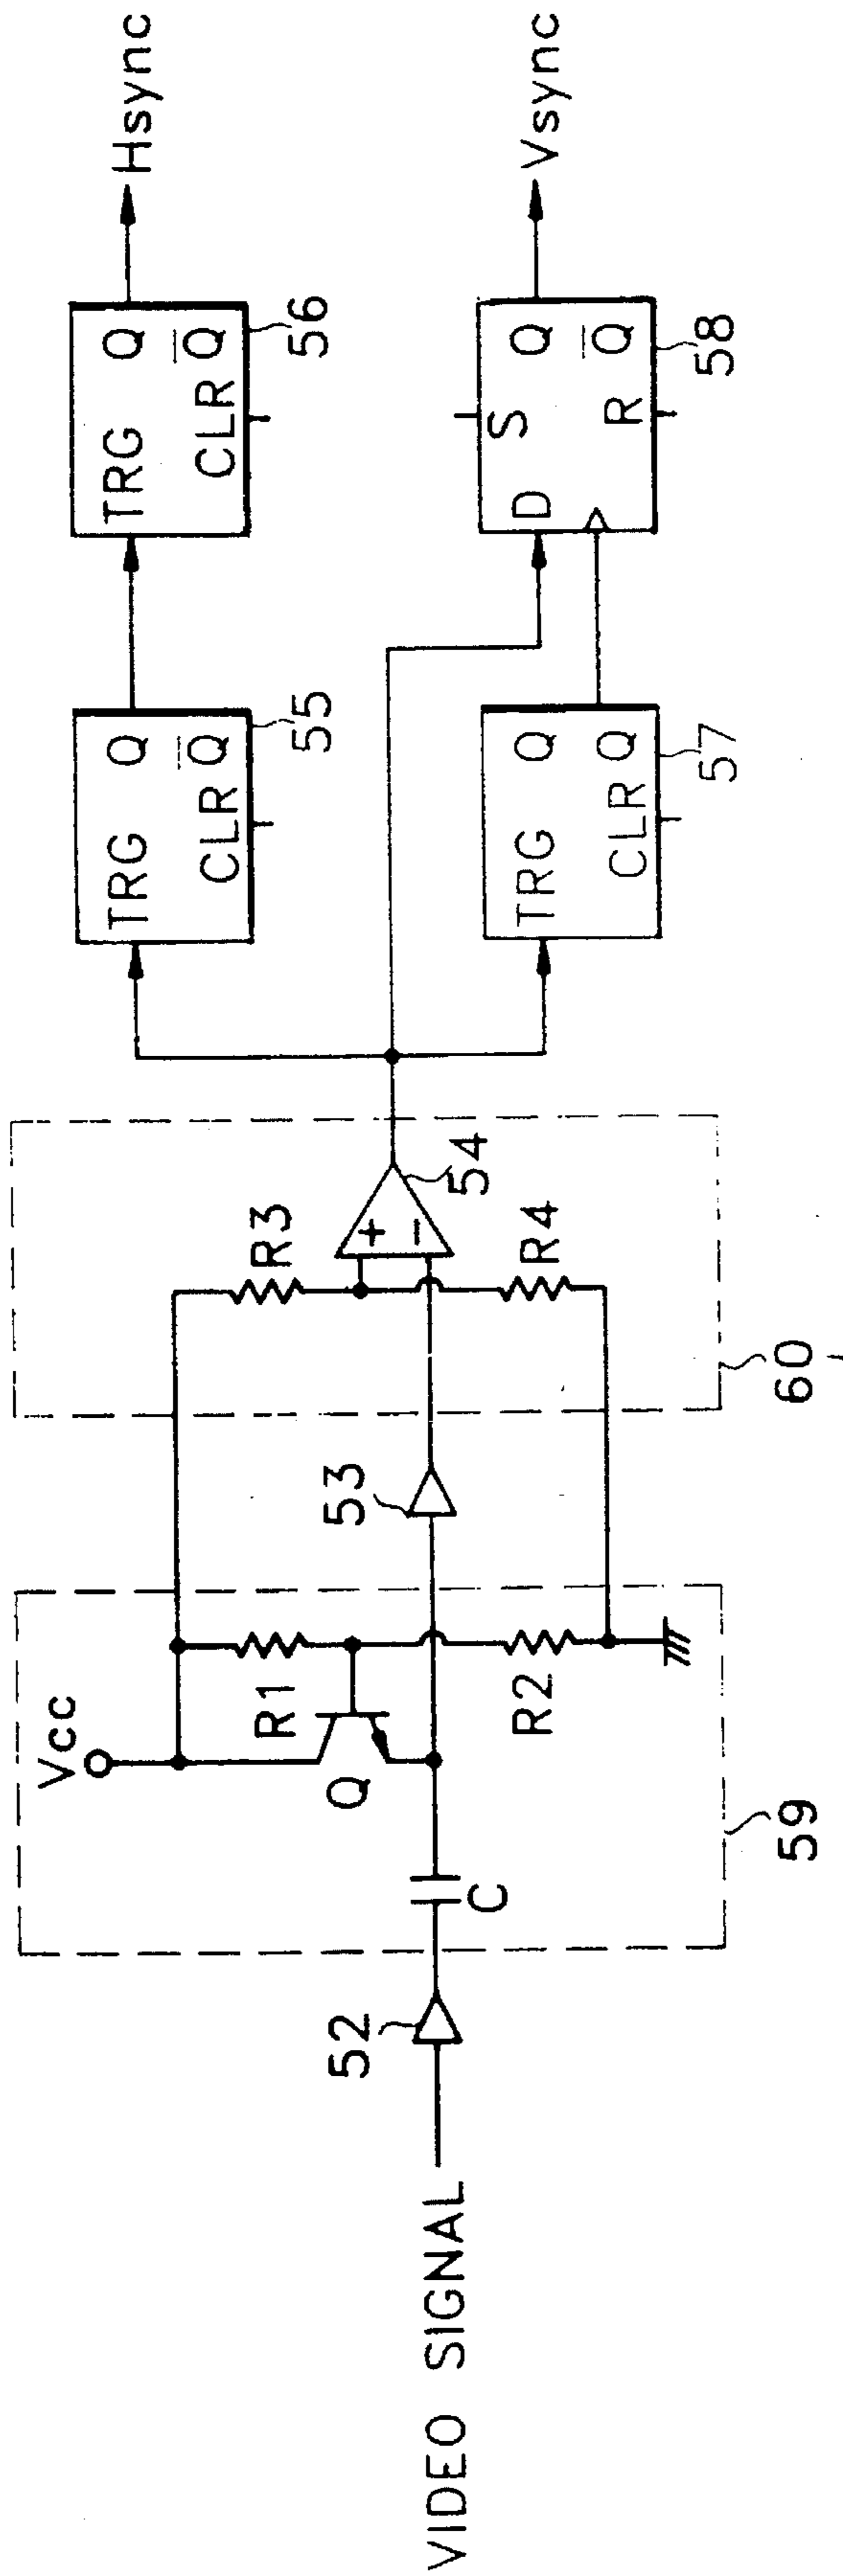 VIDEO SIGNAL
52
59
Vcc
Q
C
R1
R2
53
60
R3
R4
+
−
54
TRG Q
Q̅
CLR
55
TRG Q
Q̅
CLR
56
Hsync
TRG Q
Q
CLR
57
S
D Q
Q̅
R
58
Vsync